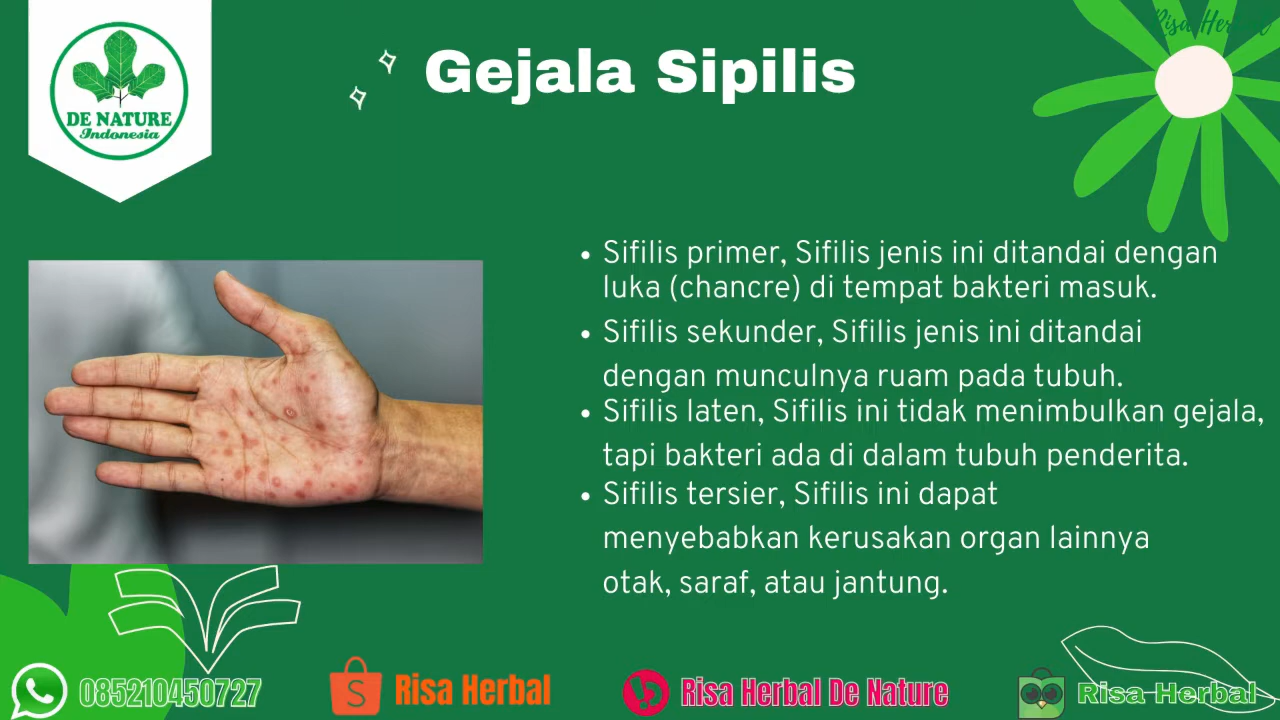 Risa Herbal
DE NATURE
Indonesia
Gejala Sipilis
• Sifilis primer, Sifilis jenis ini ditandai dengan
luka (chancre) di tempat bakteri masuk.
• Sifilis sekunder, Sifilis jenis ini ditandai
dengan munculnya ruam pada tubuh.
• Sifilis laten, Sifilis ini tidak menimbulkan gejala,
tapi bakteri ada di dalam tubuh penderita.
• Sifilis tersier, Sifilis ini dapat
menyebabkan kerusakan organ lainnya
otak, saraf, atau jantung.
085210450727
Risa Herbal
Risa Herbal De Nature
Risa Herbal